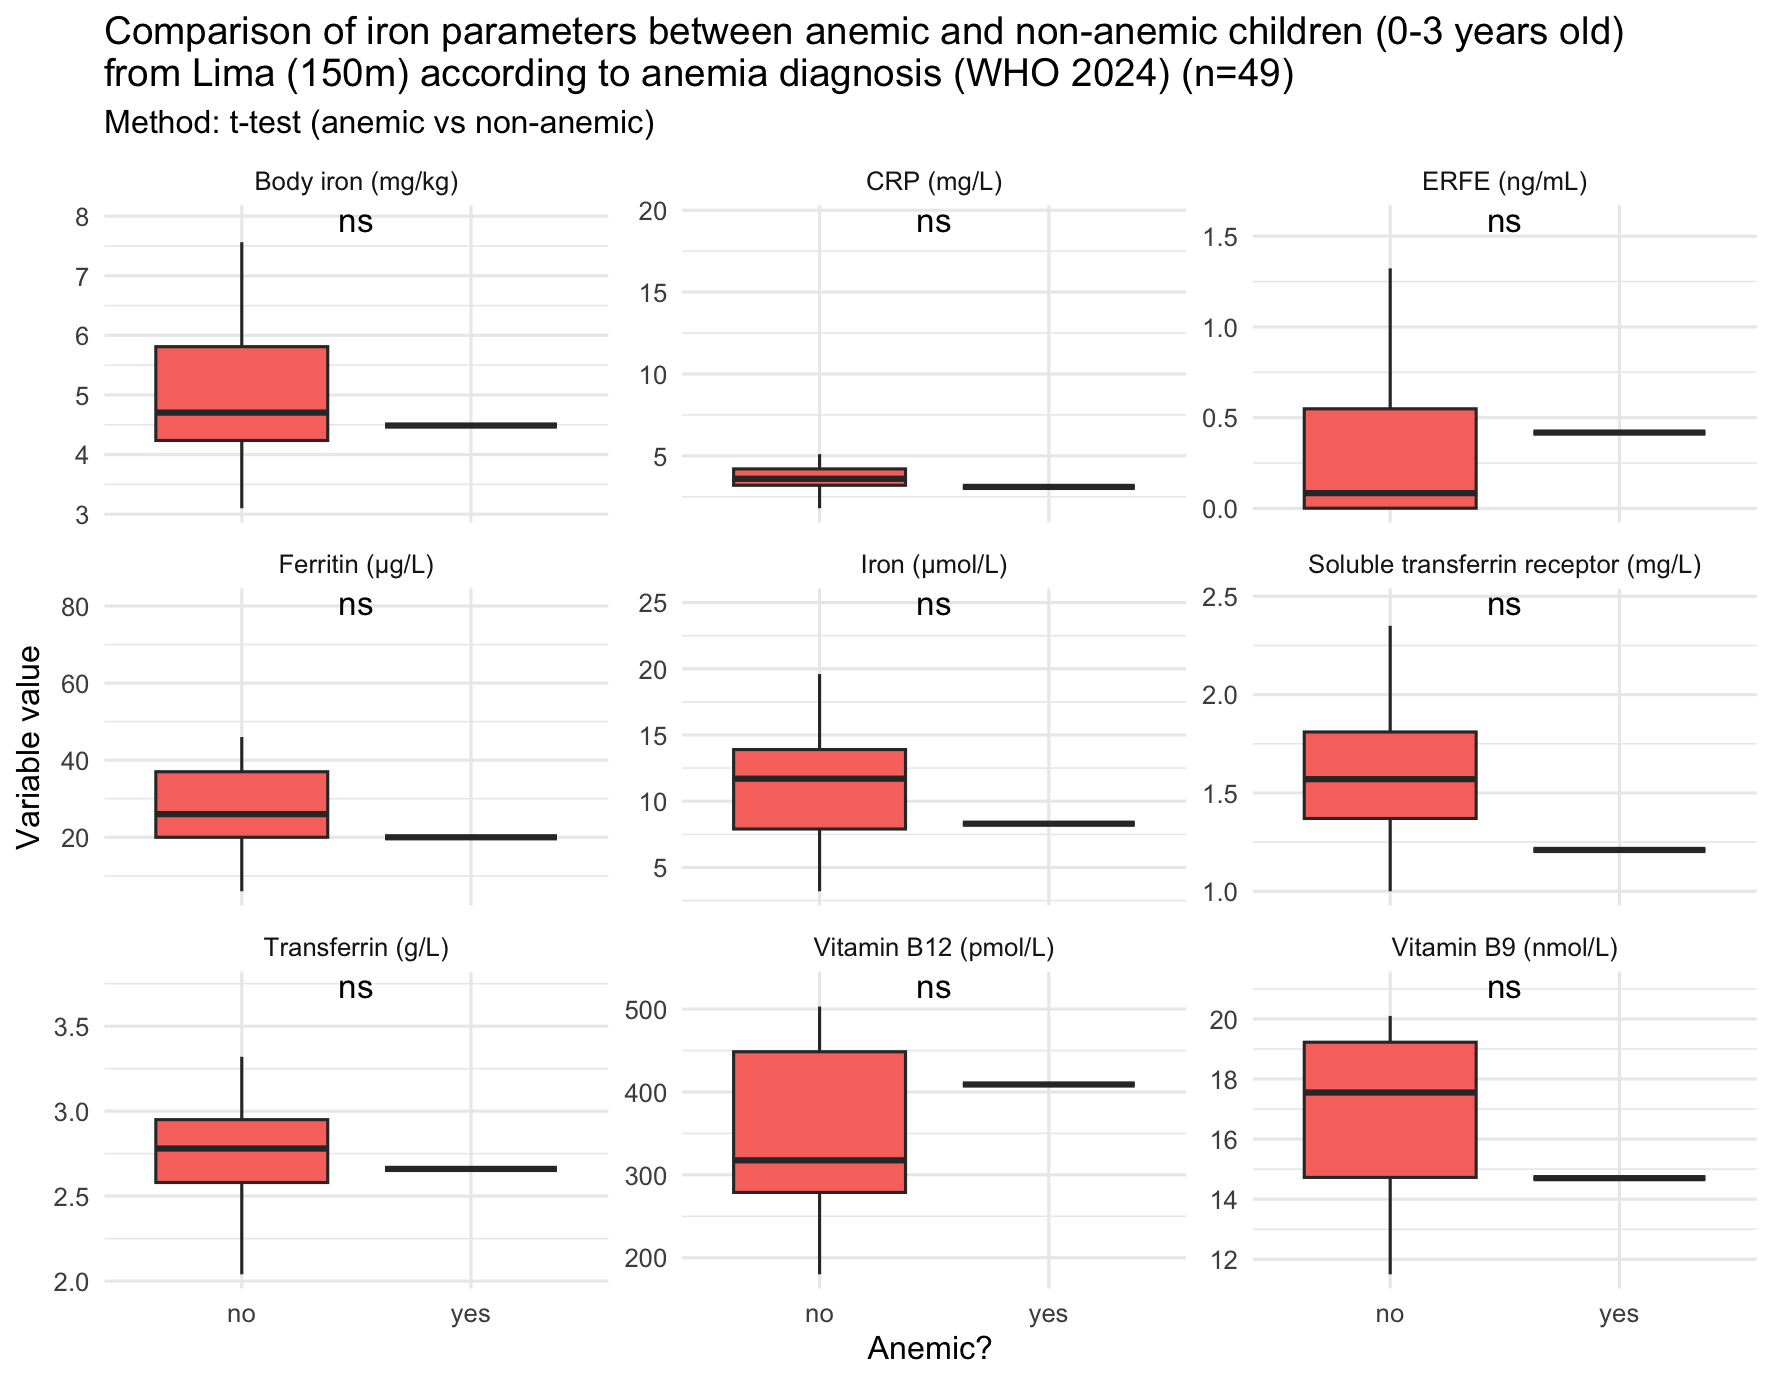 Comparison of iron parameters between anemic and non-anemic children (0-3 years old)
from Lima (150m) according to anemia diagnosis (WHO 2024) (n=49)
Method: t-test (anemic vs non-anemic)
Variable value
Body iron (mg/kg)
ns
8
7
6
5
4
3
CRP (mg/L)
ns
20
15
10
5
ERFE (ng/mL)
ns
1.5
1.0
0.5
0.0
Ferritin (µg/L)
ns
80
60
40
20
Iron (µmol/L)
ns
25
20
15
10
5
Soluble transferrin receptor (mg/L)
ns
2.5
2.0
1.5
1.0
Transferrin (g/L)
ns
3.5
3.0
2.5
2.0
no yes
Vitamin B12 (pmol/L)
ns
500
400
300
200
no yes
Vitamin B9 (nmol/L)
ns
20
18
16
14
12
no yes
Anemic?